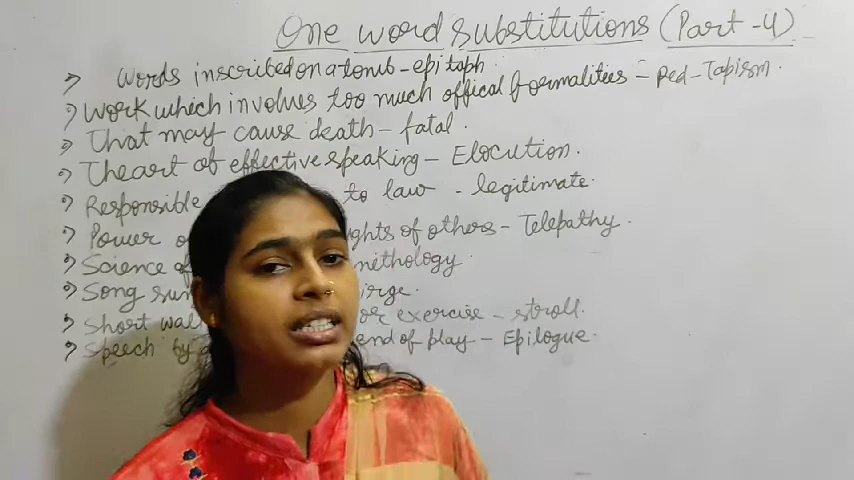 One word substitutions (Part-4)
words inscribed on a tomb - epitaph
Work which involves too much offical formalities - Red-Tapism.
That may cause death - fatal.
The art of effective speaking - Elocution.
Responsible to law - legitimate.
Power ghts of others - Telepathy.
Science of nithology.
Song sun irge.
Short wal or exercise - stroll.
Speech by end of play - Epilogue.